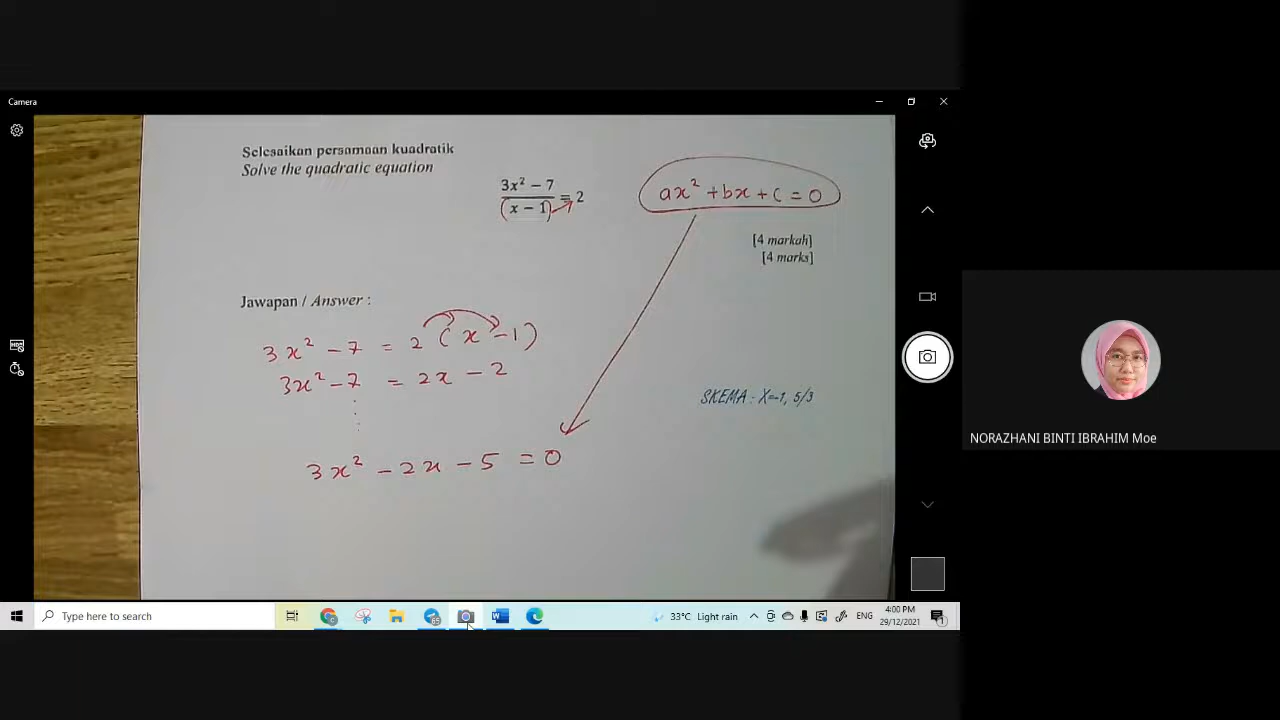 Camera
Selesaikan persamaan kuadratik
Solve the quadratic equation
3x² − 7
(x − 1)
= 2
ax² + bx + c = 0
[4 markah]
[4 marks]
Jawapan / Answer :
3x² − 7 = 2 (x − 1)
3x² − 7 = 2x − 2
3x² − 2x − 5 = 0
SKEMA : X=-1, 5/3
NORAZHANI BINTI IBRAHIM Moe
Type here to search
33°C Light rain
ENG
4:00 PM
29/12/2021